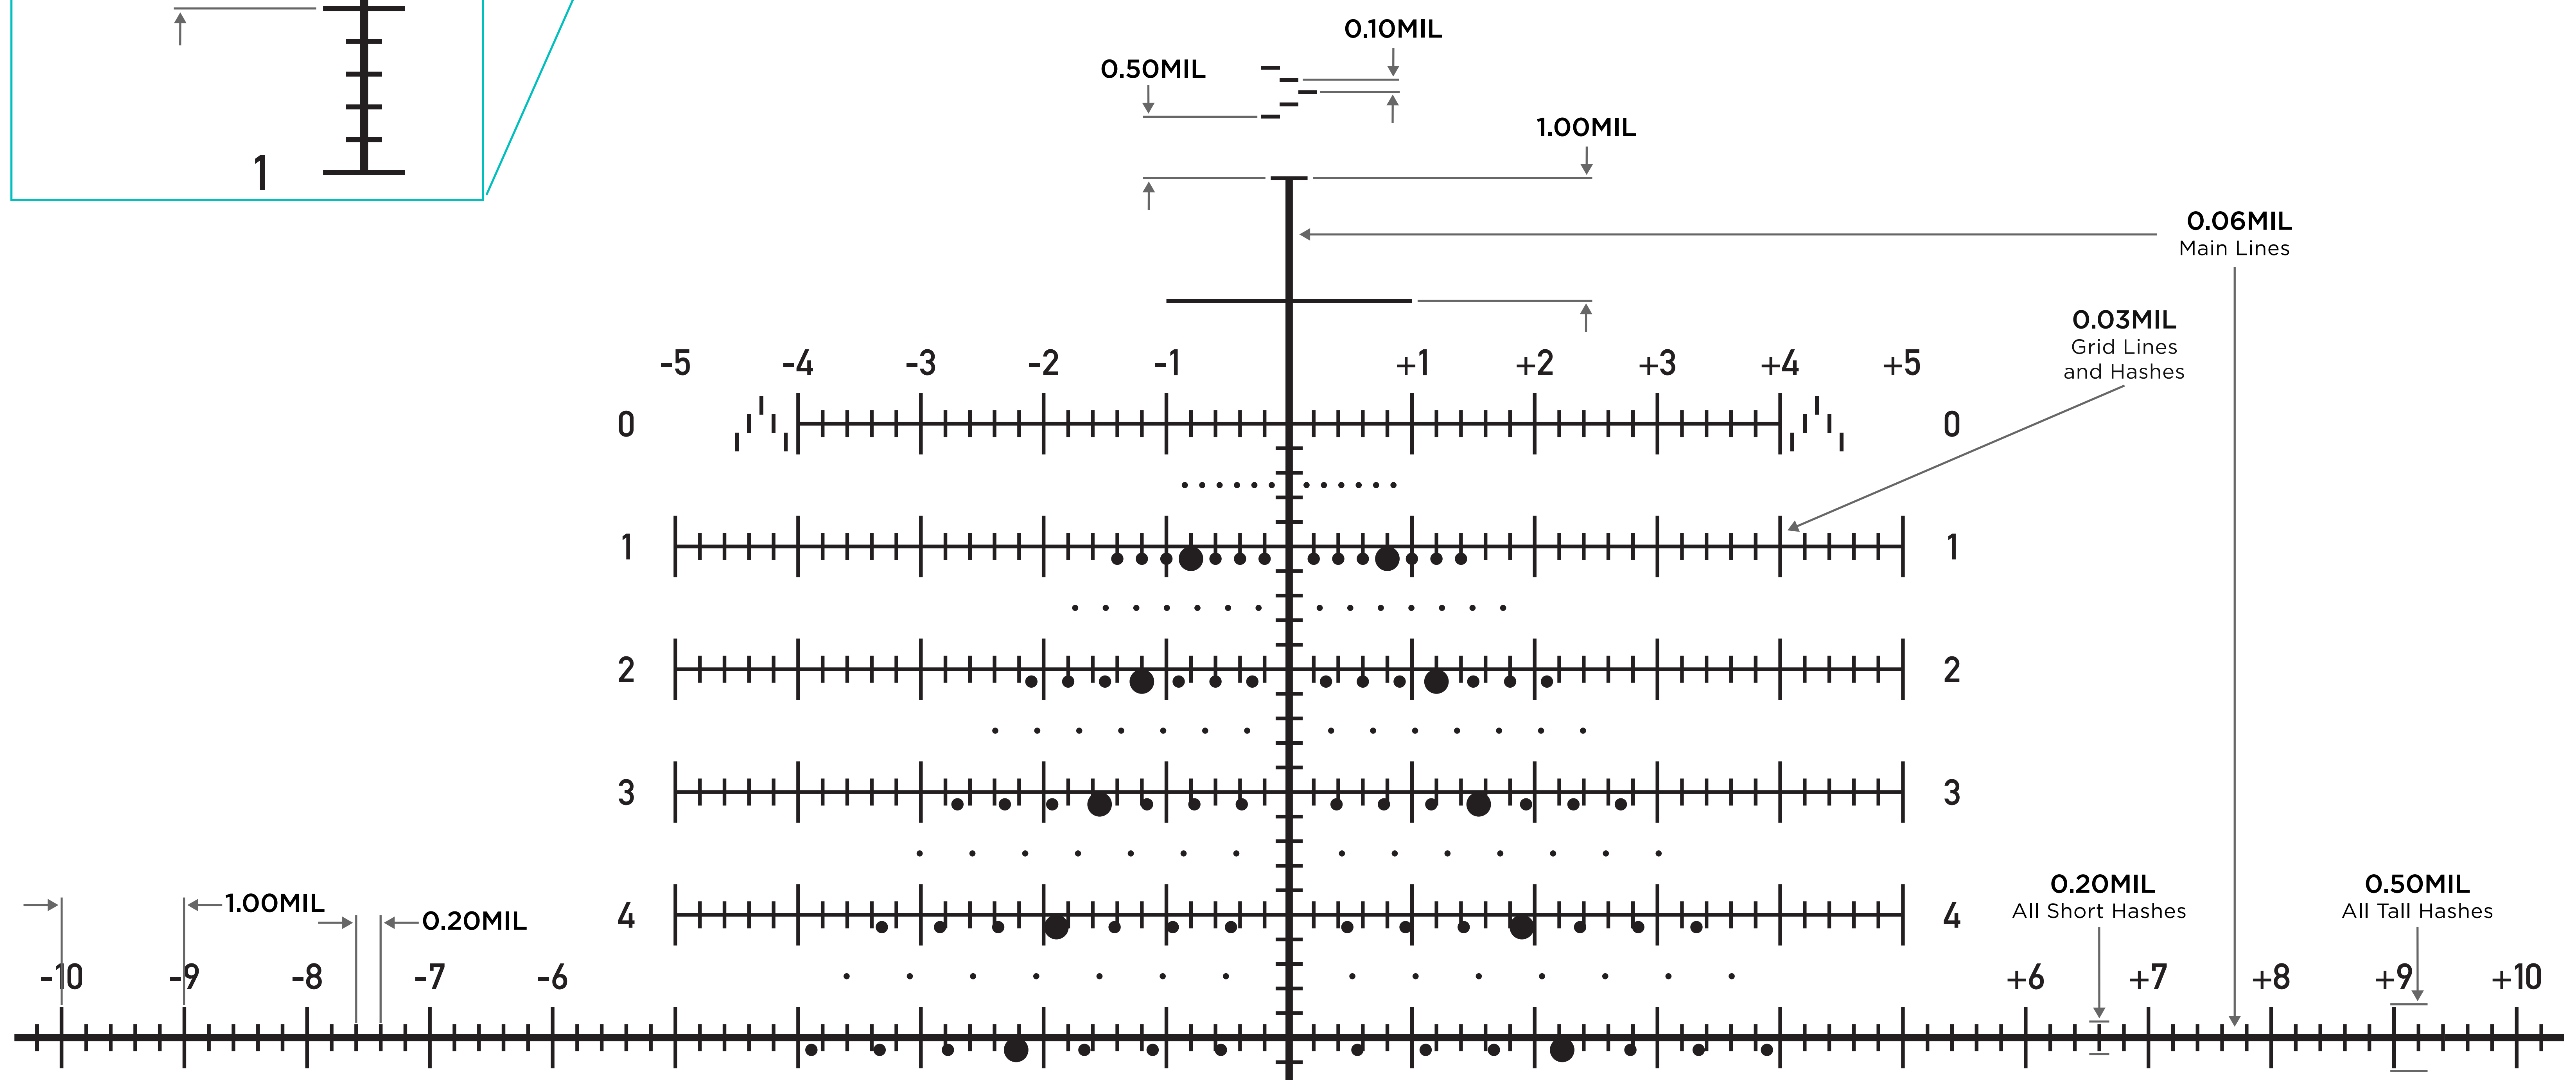 0.10MIL
0.50MIL
1.00MIL
1
0.06MIL
Main Lines
0.03MIL
Grid Lines
and Hashes
-5 -4 -3 -2 -1 +1 +2 +3 +4 +5
0 0
1 1
2 2
3 3
4 4
1.00MIL
0.20MIL
0.20MIL
All Short Hashes
0.50MIL
All Tall Hashes
-10 -9 -8 -7 -6 +6 +7 +8 +9 +10